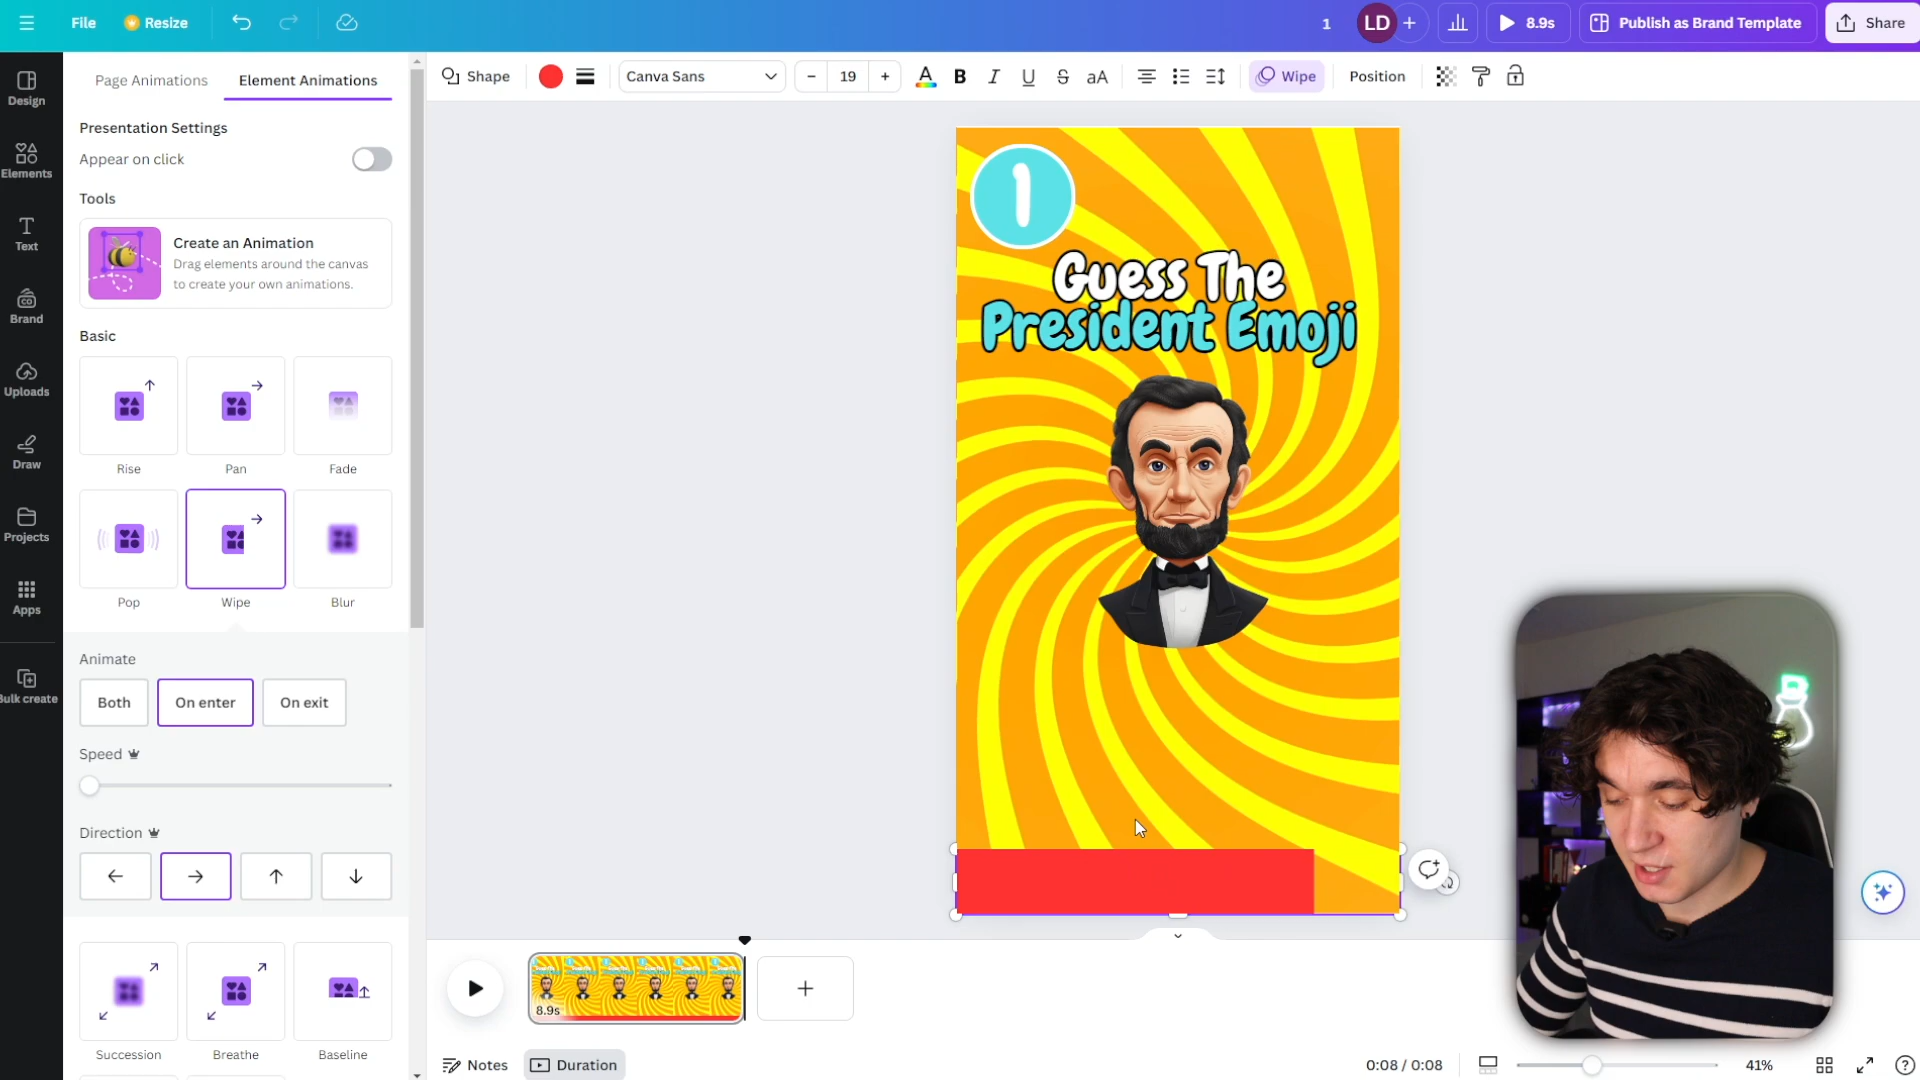 File
Resize
1
LD
8.9s
Publish as Brand Template
Share
Design
Elements
Text
Brand
Uploads
Draw
Projects
Apps
Bulk create
Page Animations
Element Animations
Presentation Settings
Appear on click
Tools
Create an Animation
Drag elements around the canvas
to create your own animations.
Basic
Rise
Pan
Fade
Pop
Wipe
Blur
Animate
Both
On enter
On exit
Speed
Direction
Succession
Breathe
Baseline
Shape
Canva Sans
19
A
B
I
U
S
aA
Wipe
Position
1
Guess The
President Emoji
8.9s
Notes
Duration
0:08 / 0:08
41%